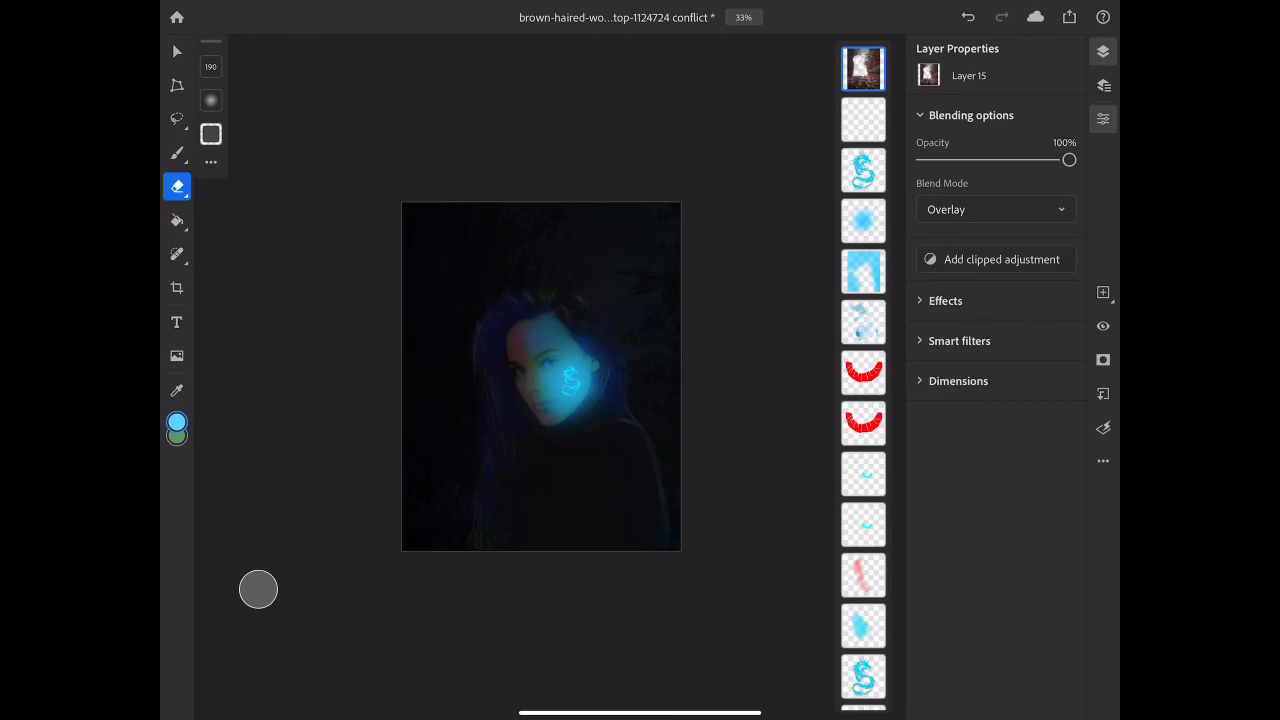 brown-haired-wo...top-1124724 conflict *
33%
190
Layer Properties
Layer 15
Blending options
Opacity
100%
Blend Mode
Overlay
Add clipped adjustment
Effects
Smart filters
Dimensions